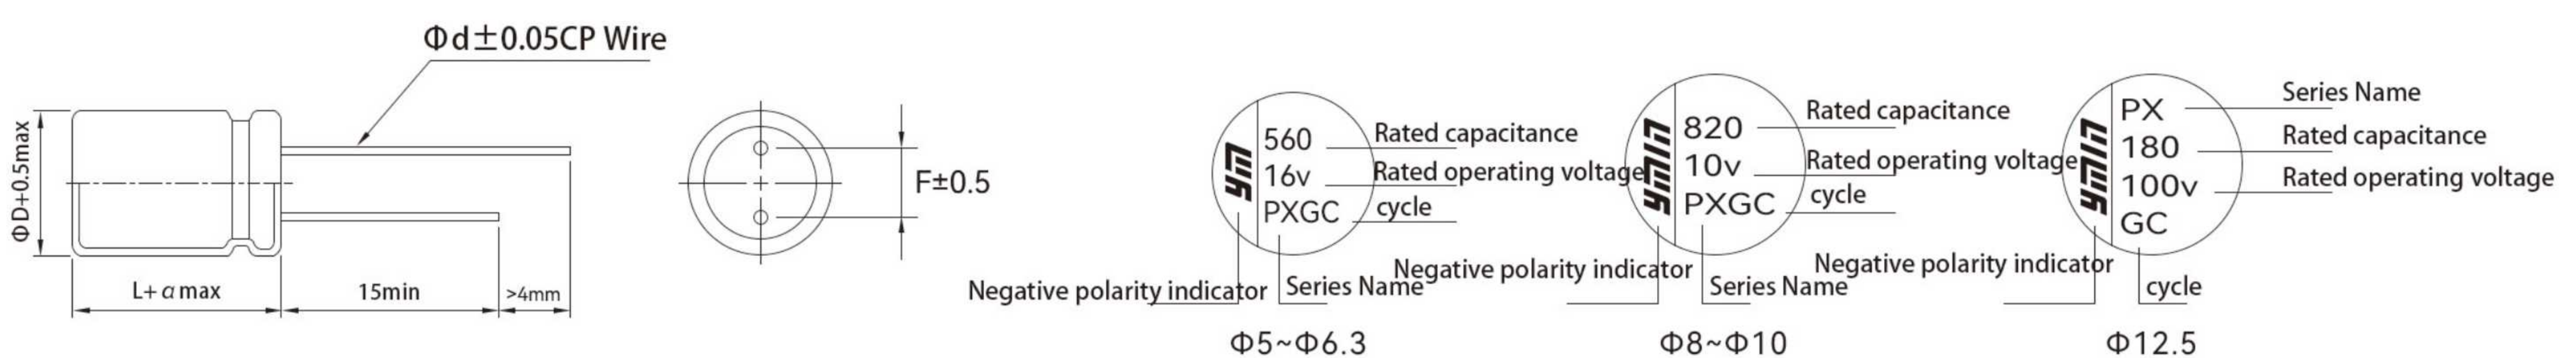 Φd±0.05CP Wire
ΦD+0.5max
L+αmax
15min
>4mm
F±0.5
ymin
560
16v
PXGC
Rated capacitance
Rated operating voltage
cycle
Negative polarity indicator
Series Name
Φ5~Φ6.3
ymin
820
10v
PXGC
Rated capacitance
Rated operating voltage
cycle
Negative polarity indicator
Series Name
Φ8~Φ10
ymin
PX
180
100v
GC
Series Name
Rated capacitance
Rated operating voltage
Negative polarity indicator
cycle
Φ12.5